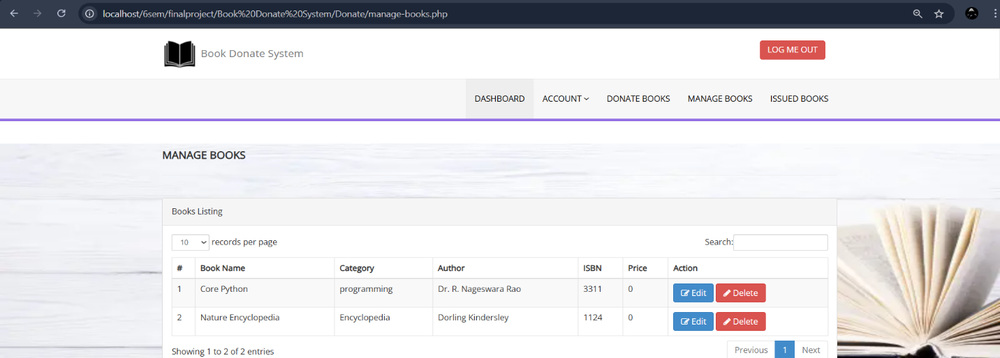 localhost/6sem/finalproject/Book%20Donate%20System/Donate/manage-books.php
Book Donate System
LOG ME OUT
DASHBOARD ACCOUNT DONATE BOOKS MANAGE BOOKS ISSUED BOOKS
MANAGE BOOKS
Books Listing
10 records per page Search:
# Book Name Category Author ISBN Price Action
1 Core Python programming Dr. R. Nageswara Rao 3311 0 Edit Delete
2 Nature Encyclopedia Encyclopedia Dorling Kindersley 1124 0 Edit Delete
Showing 1 to 2 of 2 entries Previous 1 Next